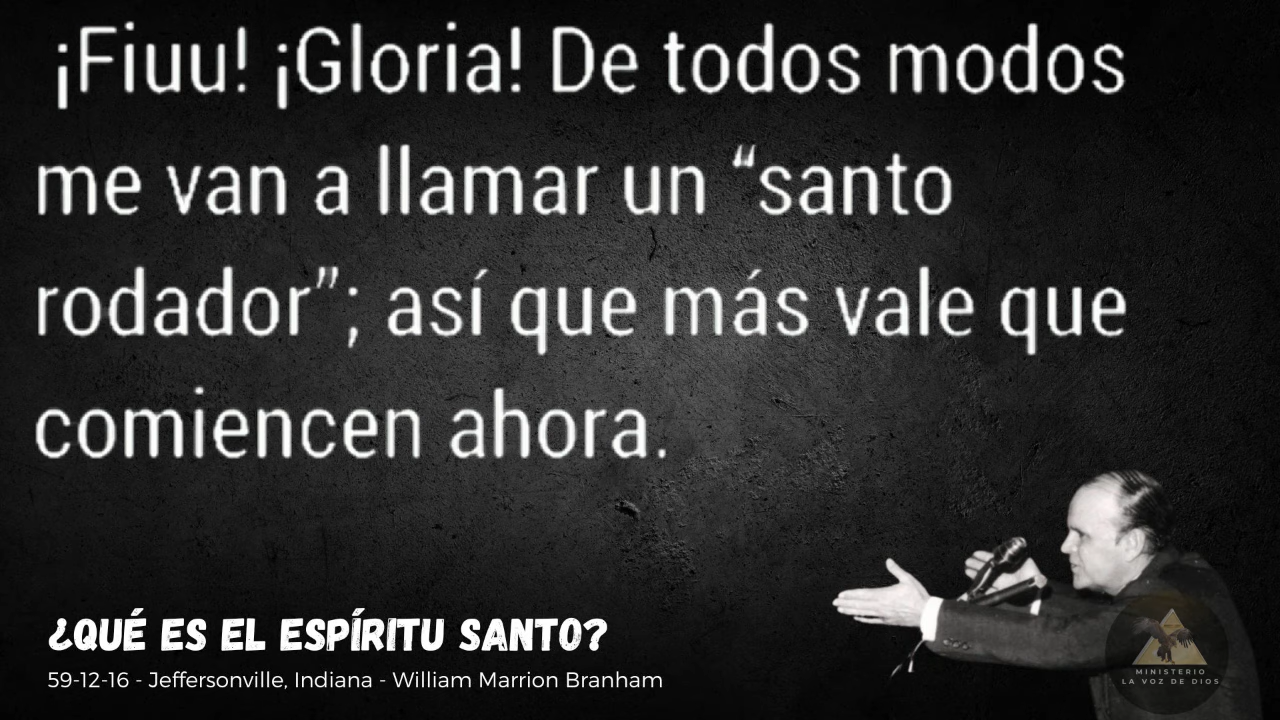 ¡Fiuu! ¡Gloria! De todos modos
me van a llamar un “santo
rodador”; así que más vale que
comiencen ahora.
¿QUÉ ES EL ESPÍRITU SANTO?
59-12-16 - Jeffersonville, Indiana - William Marrion Branham
MINISTERIO
LA VOZ DE DIOS